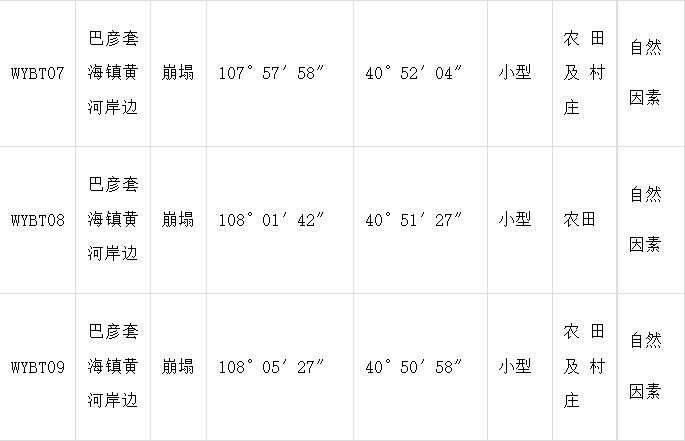 WYBT07 巴彦套海镇黄河岸边 崩塌 107°57′58″ 40°52′04″ 小型 农田及村庄 自然因素
WYBT08 巴彦套海镇黄河岸边 崩塌 108°01′42″ 40°51′27″ 小型 农田 自然因素
WYBT09 巴彦套海镇黄河岸边 崩塌 108°05′27″ 40°50′58″ 小型 农田及村庄 自然因素